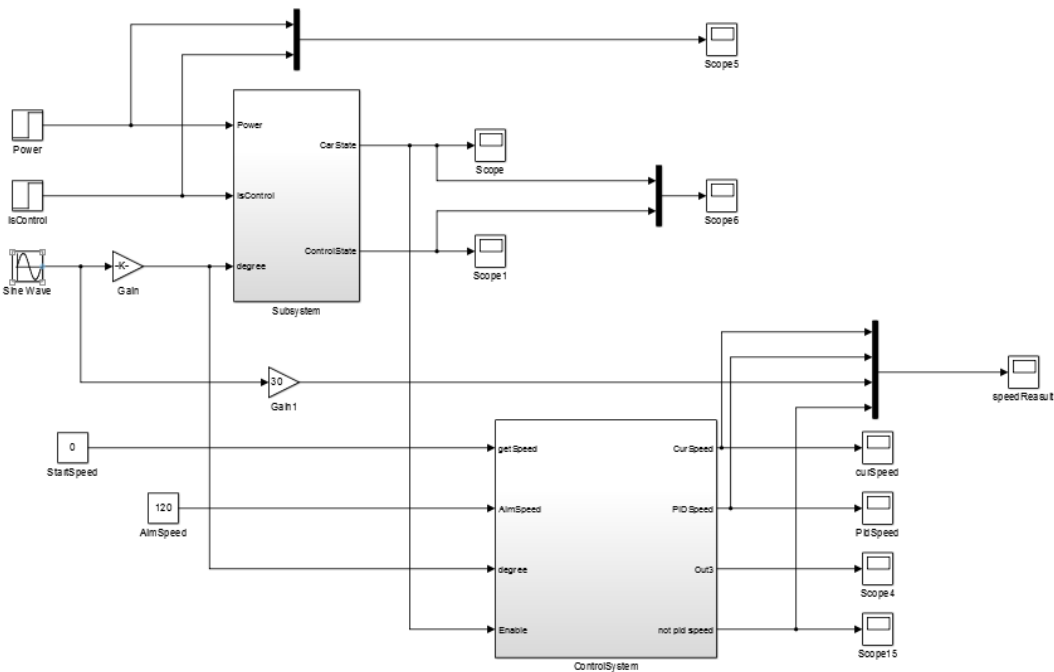 Scope5
Power
CarState
Power
Scope
IsControl
IsControl
Scope6
ControlState
Scope1
-K-
degree
Sine Wave
Gain
Subsystem
30
Gain1
speedReasult
0
getSpeed
CurSpeed
StartSpeed
curSpeed
120
AimSpeed
PIDSpeed
AimSpeed
PidSpeed
degree
Out3
Scope4
Enable
not pid speed
Scope15
ControlSystem